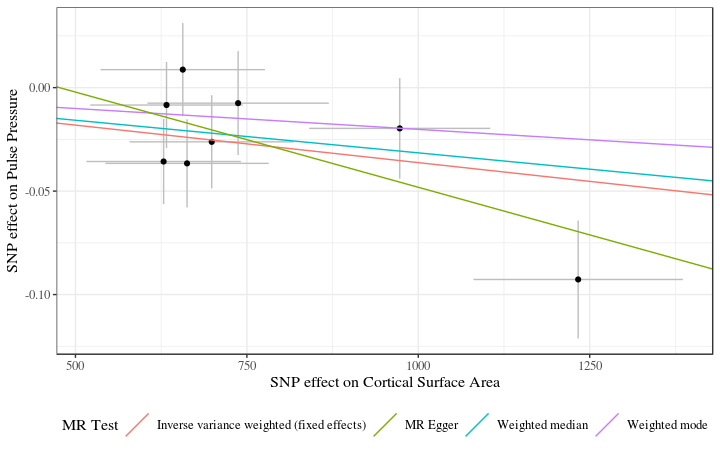 SNP effect on Pulse Pressure
0.00
-0.05
-0.10
500 750 1000 1250
SNP effect on Cortical Surface Area
MR Test Inverse variance weighted (fixed effects) MR Egger Weighted median Weighted mode